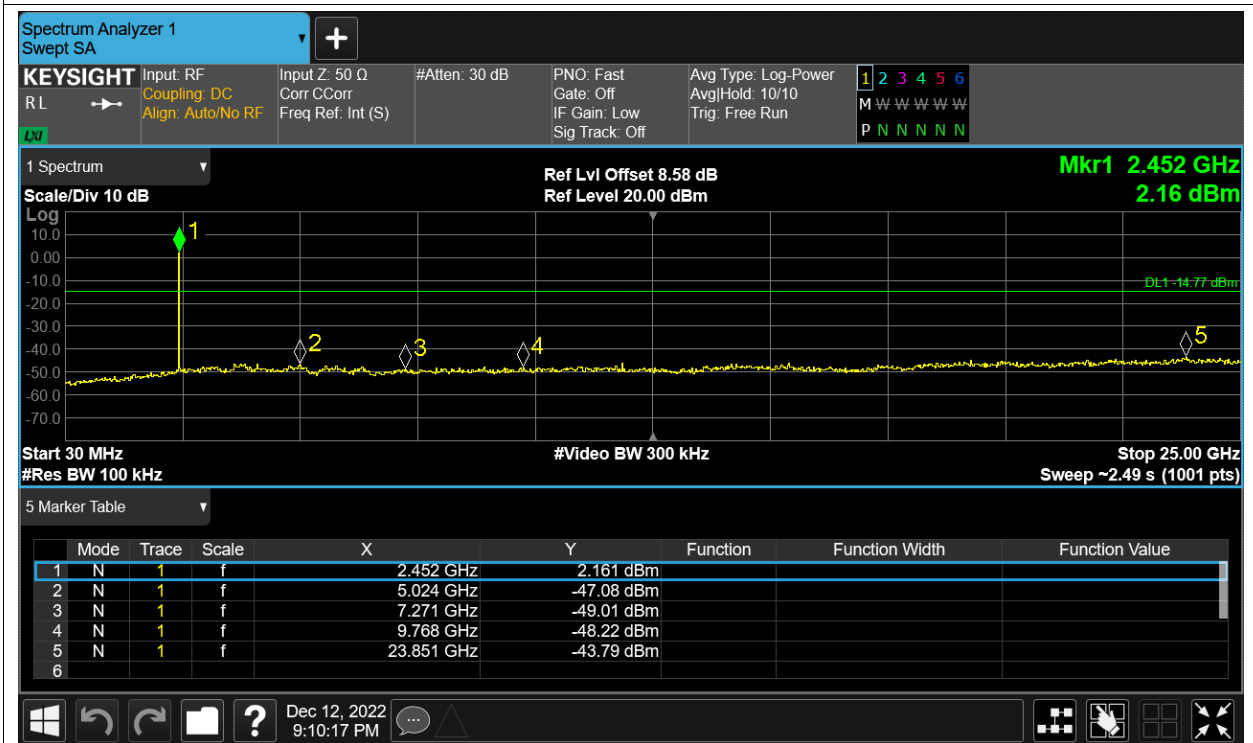 Spectrum Analyzer 1
Swept SA
+
KEYSIGHT Input: RF Input Z: 50 Ω #Atten: 30 dB PNO: Fast Avg Type: Log-Power 1 2 3 4 5 6
RL Coupling: DC Corr CCorr Gate: Off Avg|Hold: 10/10 M W W W W W
Align: Auto/No RF Freq Ref: Int (S) IF Gain: Low Trig: Free Run
LXI Sig Track: Off P N N N N N
1 Spectrum Ref Lvl Offset 8.58 dB Mkr1 2.452 GHz
Scale/Div 10 dB Ref Level 20.00 dBm 2.16 dBm
Log
10.0 1
0.00
-10.0 DL1 -14.77 dBm
-20.0
-30.0
-40.0 2 3 4 5
-50.0
-60.0
-70.0
Start 30 MHz #Video BW 300 kHz Stop 25.00 GHz
#Res BW 100 kHz Sweep ~2.49 s (1001 pts)
5 Marker Table
Mode Trace Scale X Y Function Function Width Function Value
1 N 1 f 2.452 GHz 2.161 dBm
2 N 1 f 5.024 GHz -47.08 dBm
3 N 1 f 7.271 GHz -49.01 dBm
4 N 1 f 9.768 GHz -48.22 dBm
5 N 1 f 23.851 GHz -43.79 dBm
6
? Dec 12, 2022
9:10:17 PM